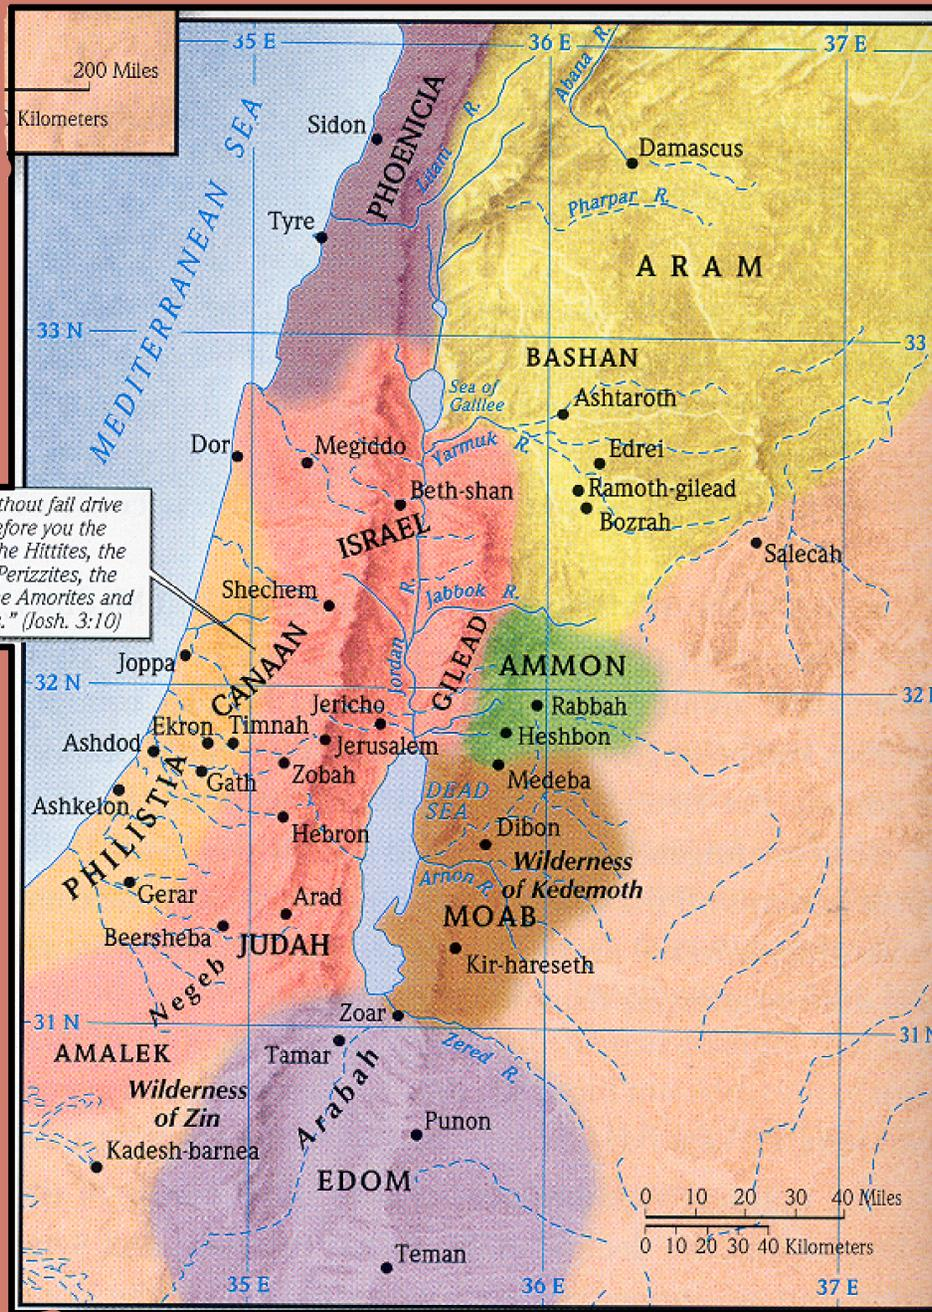 35 E
36 E
37 E
200 Miles
Kilometers
MEDITERRANEAN SEA
Sidon
PHOENICIA
Litani R.
Abana R.
Damascus
Pharpar R.
Tyre
ARAM
33 N
33
BASHAN
Sea of
Galilee
Ashtaroth
Dor
Megiddo
Yarmuk R.
Edrei
Beth-shan
Ramoth-gilead
Bozrah
ISRAEL
Salecah
thout fail drive
efore you the
he Hittites, the
Perizzites, the
e Amorites and
." (Josh. 3:10)
Shechem
Jabbok R.
Jordan R.
GILEAD
Joppa
CANAAN
AMMON
32 N
32
Jericho
Rabbah
Ekron
Timnah
Ashdod
Jerusalem
Heshbon
Gath
Zobah
Medeba
Ashkelon
PHILISTIA
DEAD
SEA
Hebron
Dibon
Wilderness
of Kedemoth
Arnon R.
Gerar
Arad
MOAB
Beersheba
JUDAH
Kir-hareseth
Negeb
Zoar
31 N
31 N
AMALEK
Tamar
Zered R.
Arabah
Wilderness
of Zin
Punon
Kadesh-barnea
EDOM
0 10 20 30 40 Miles
0 10 20 30 40 Kilometers
Teman
35 E
36 E
37 E